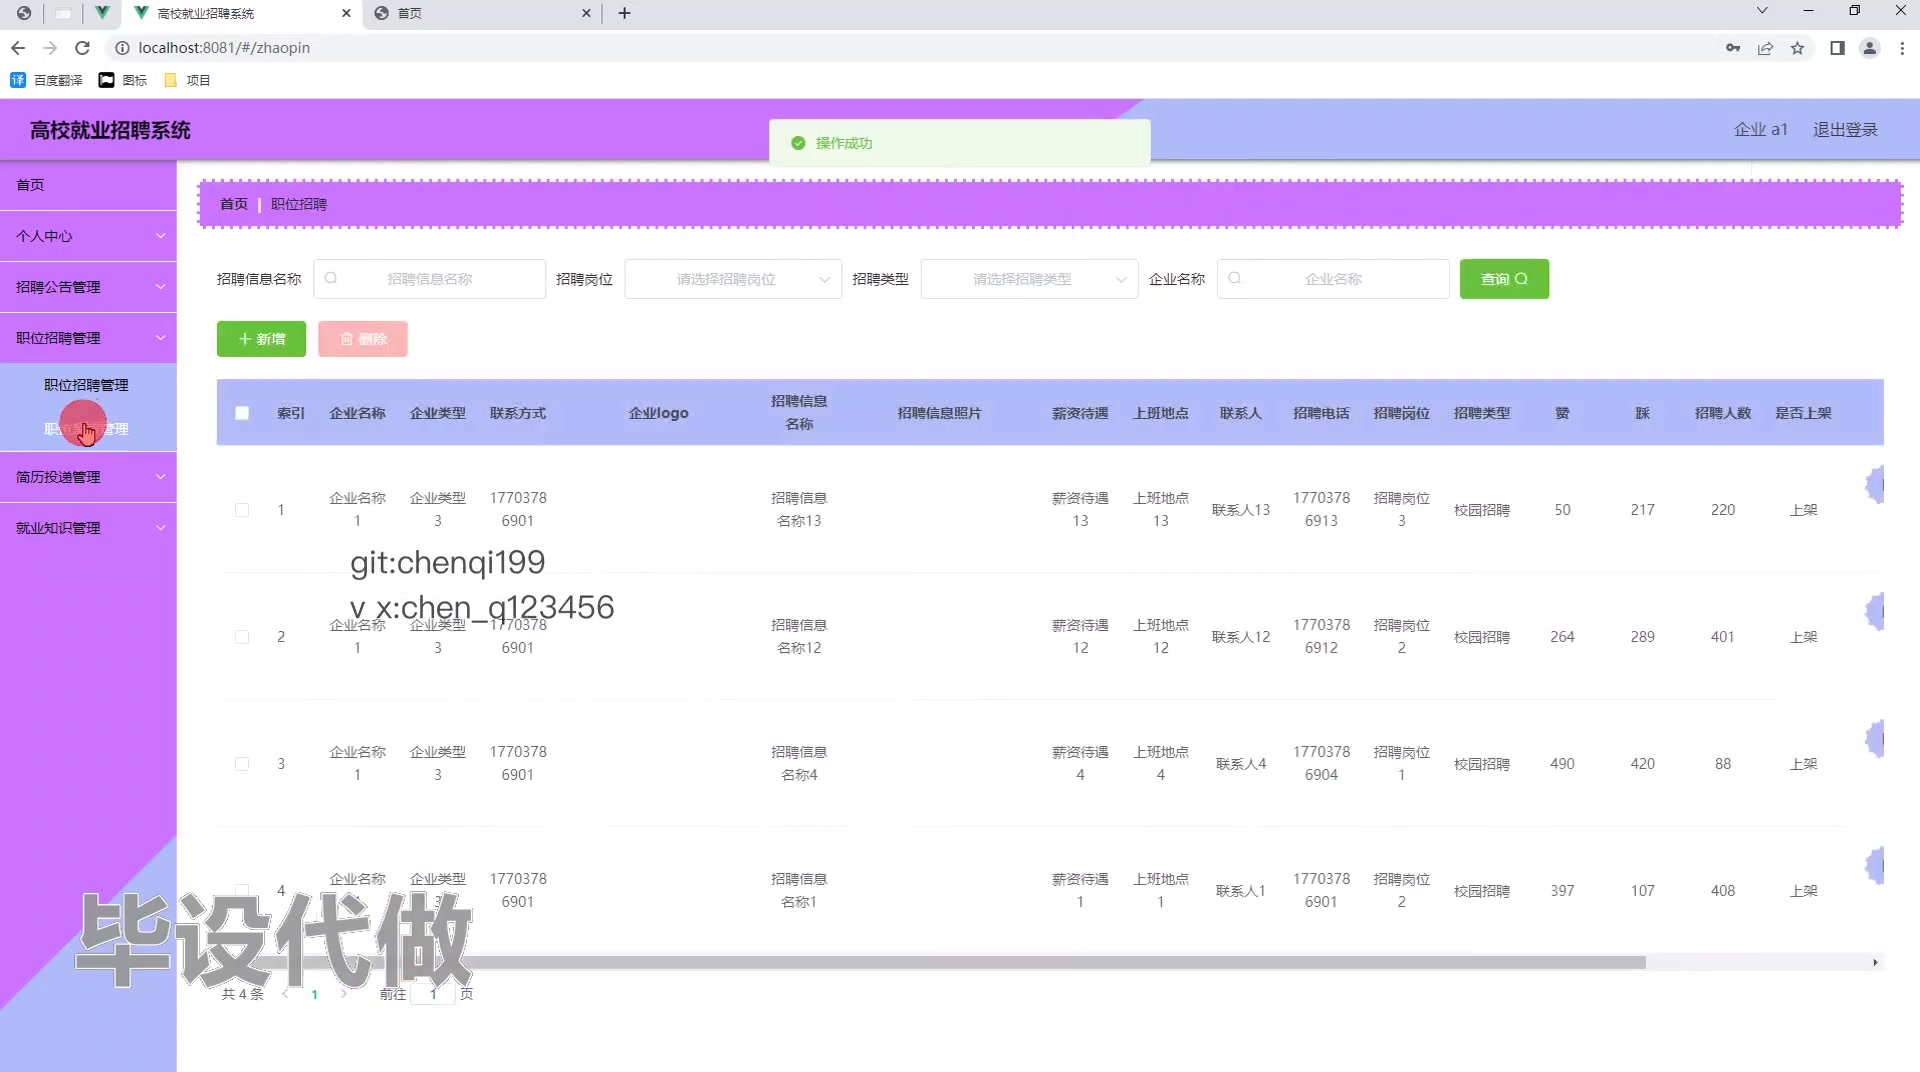 高校就业招聘系统
首页
localhost:8081/#/zhaopin
百度翻译
图标
项目
高校就业招聘系统
操作成功
企业 a1
退出登录
首页
个人中心
招聘公告管理
职位招聘管理
职位招聘管理
简历投递管理
就业知识管理
首页 | 职位招聘
招聘信息名称 招聘信息名称 招聘岗位 请选择招聘岗位 招聘类型 请选择招聘类型 企业名称 企业名称 查询
新增 删除
索引 企业名称 企业类型 联系方式 企业logo 招聘信息名称 招聘信息照片 薪资待遇 上班地点 联系人 招聘电话 招聘岗位 招聘类型 赞 踩 招聘人数 是否上架
1 企业名称1 企业类型3 17703786901 招聘信息名称13 薪资待遇13 上班地点13 联系人13 17703786913 招聘岗位3 校园招聘 50 217 220 上架
git:chenqi199
v x:chen_q123456
2 企业名称1 企业类型3 17703786901 招聘信息名称12 薪资待遇12 上班地点12 联系人12 17703786912 招聘岗位2 校园招聘 264 289 401 上架
3 企业名称1 企业类型3 17703786901 招聘信息名称4 薪资待遇4 上班地点4 联系人4 17703786904 招聘岗位1 校园招聘 490 420 88 上架
4 企业名称 企业类型 17703786901 招聘信息名称1 薪资待遇1 上班地点1 联系人1 17703786901 招聘岗位2 校园招聘 397 107 408 上架
毕设代做
共 4 条 1 前往 1 页